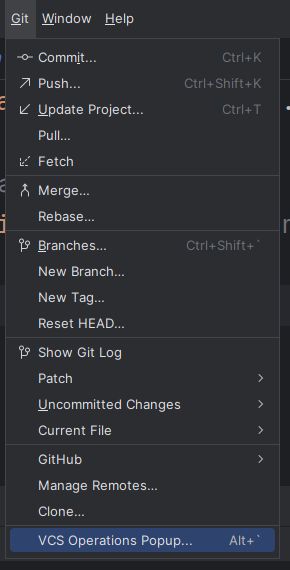 Git Window Help
Commit... Ctrl+K
Push... Ctrl+Shift+K
Update Project... Ctrl+T
Pull...
Fetch
Merge...
Rebase...
Branches... Ctrl+Shift+`
New Branch...
New Tag...
Reset HEAD...
Show Git Log
Patch
Uncommitted Changes
Current File
GitHub
Manage Remotes...
Clone...
VCS Operations Popup... Alt+`